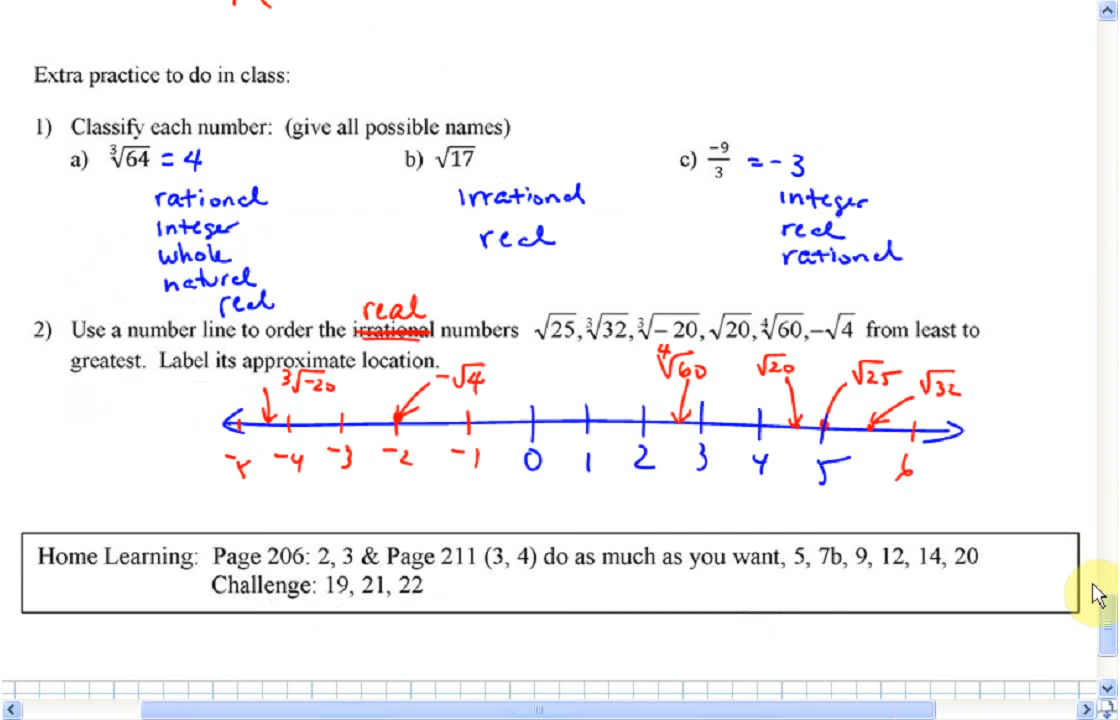 Extra practice to do in class:
1) Classify each number: (give all possible names)
a) ∛64 = 4 b) √17 c) -9/3 = -3
rational irrational integer
integer real real
whole rational
natural
real
real
2) Use a number line to order the irrational numbers √25, ∛32, ∛-20, √20, ∜60, -√4 from least to
greatest. Label its approximate location.
∛-20 -√4 ∜60 √20 √25 √32
-4 -3 -2 -1 0 1 2 3 4 5 6
Home Learning: Page 206: 2, 3 & Page 211 (3, 4) do as much as you want, 5, 7b, 9, 12, 14, 20
Challenge: 19, 21, 22